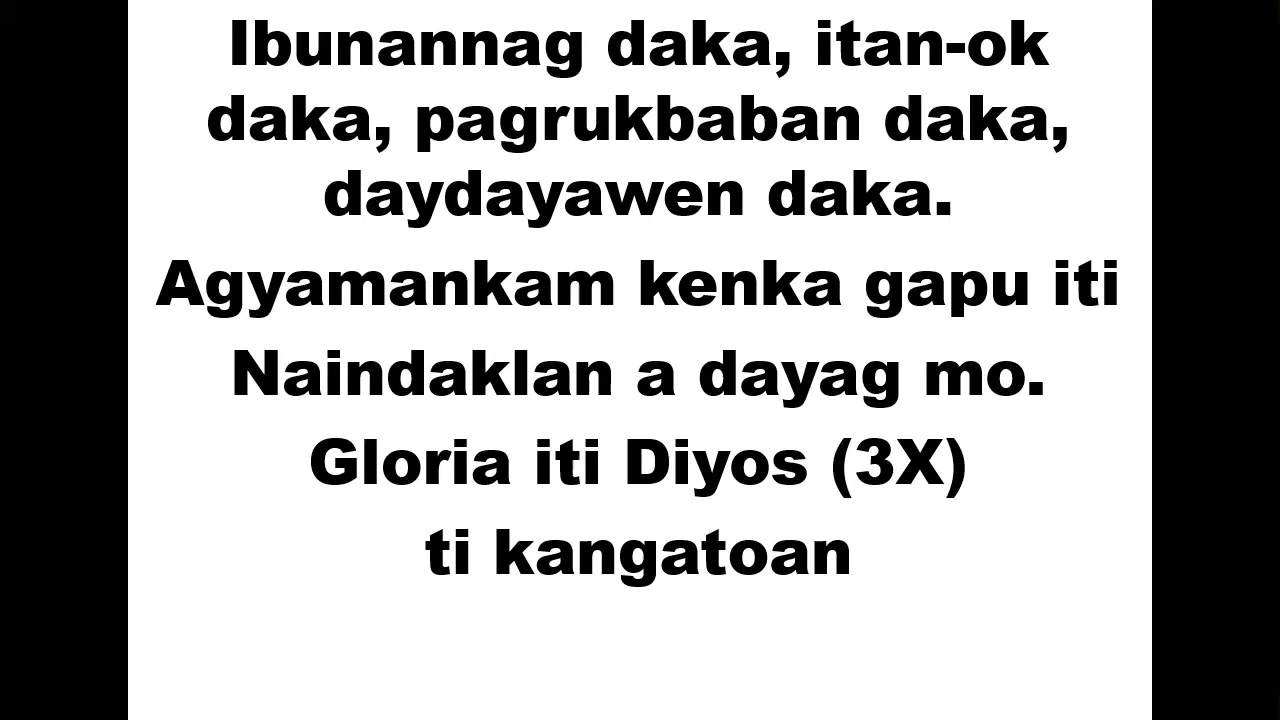 Ibunannag daka, itan-ok
daka, pagrukbaban daka,
daydayawen daka.
Agyamankam kenka gapu iti
Naindaklan a dayag mo.
Gloria iti Diyos (3X)
ti kangatoan